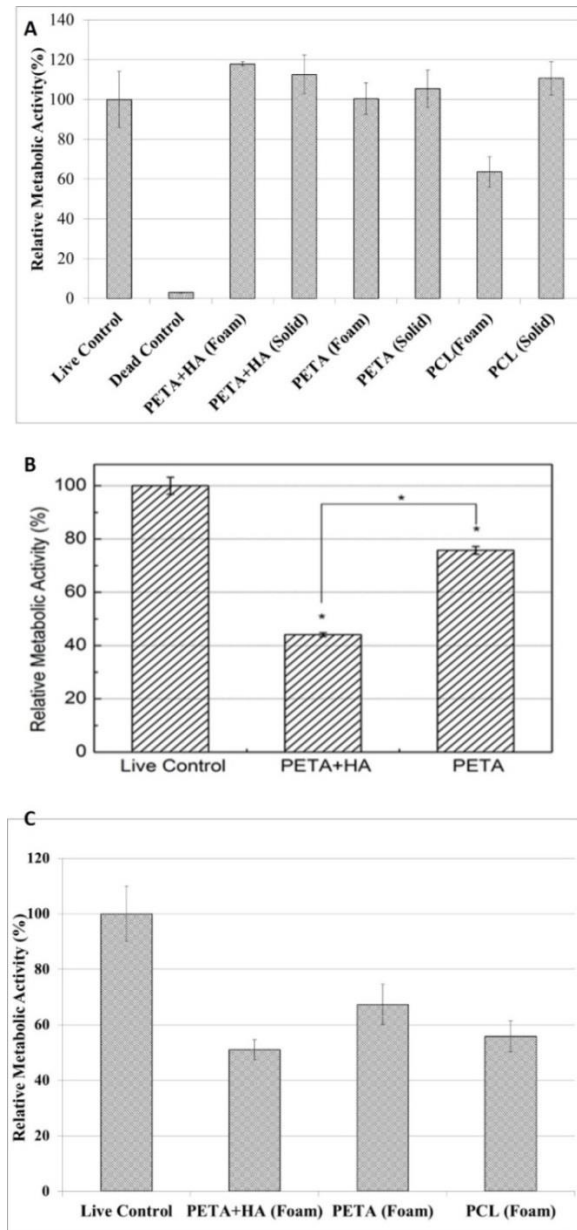 A
Relative Metabolic Activity(%)
140
120
100
80
60
40
20
0
Live Control
Dead Control
PETA+HA (Foam)
PETA+HA (Solid)
PETA (Foam)
PETA (Solid)
PCL(Foam)
PCL (Solid)
B
Relative Metabolic Activity (%)
100
80
60
40
20
0
*
*
*
Live Control
PETA+HA
PETA
C
Relative Metabolic Activity (%)
120
100
80
60
40
20
0
Live Control
PETA+HA (Foam)
PETA (Foam)
PCL (Foam)